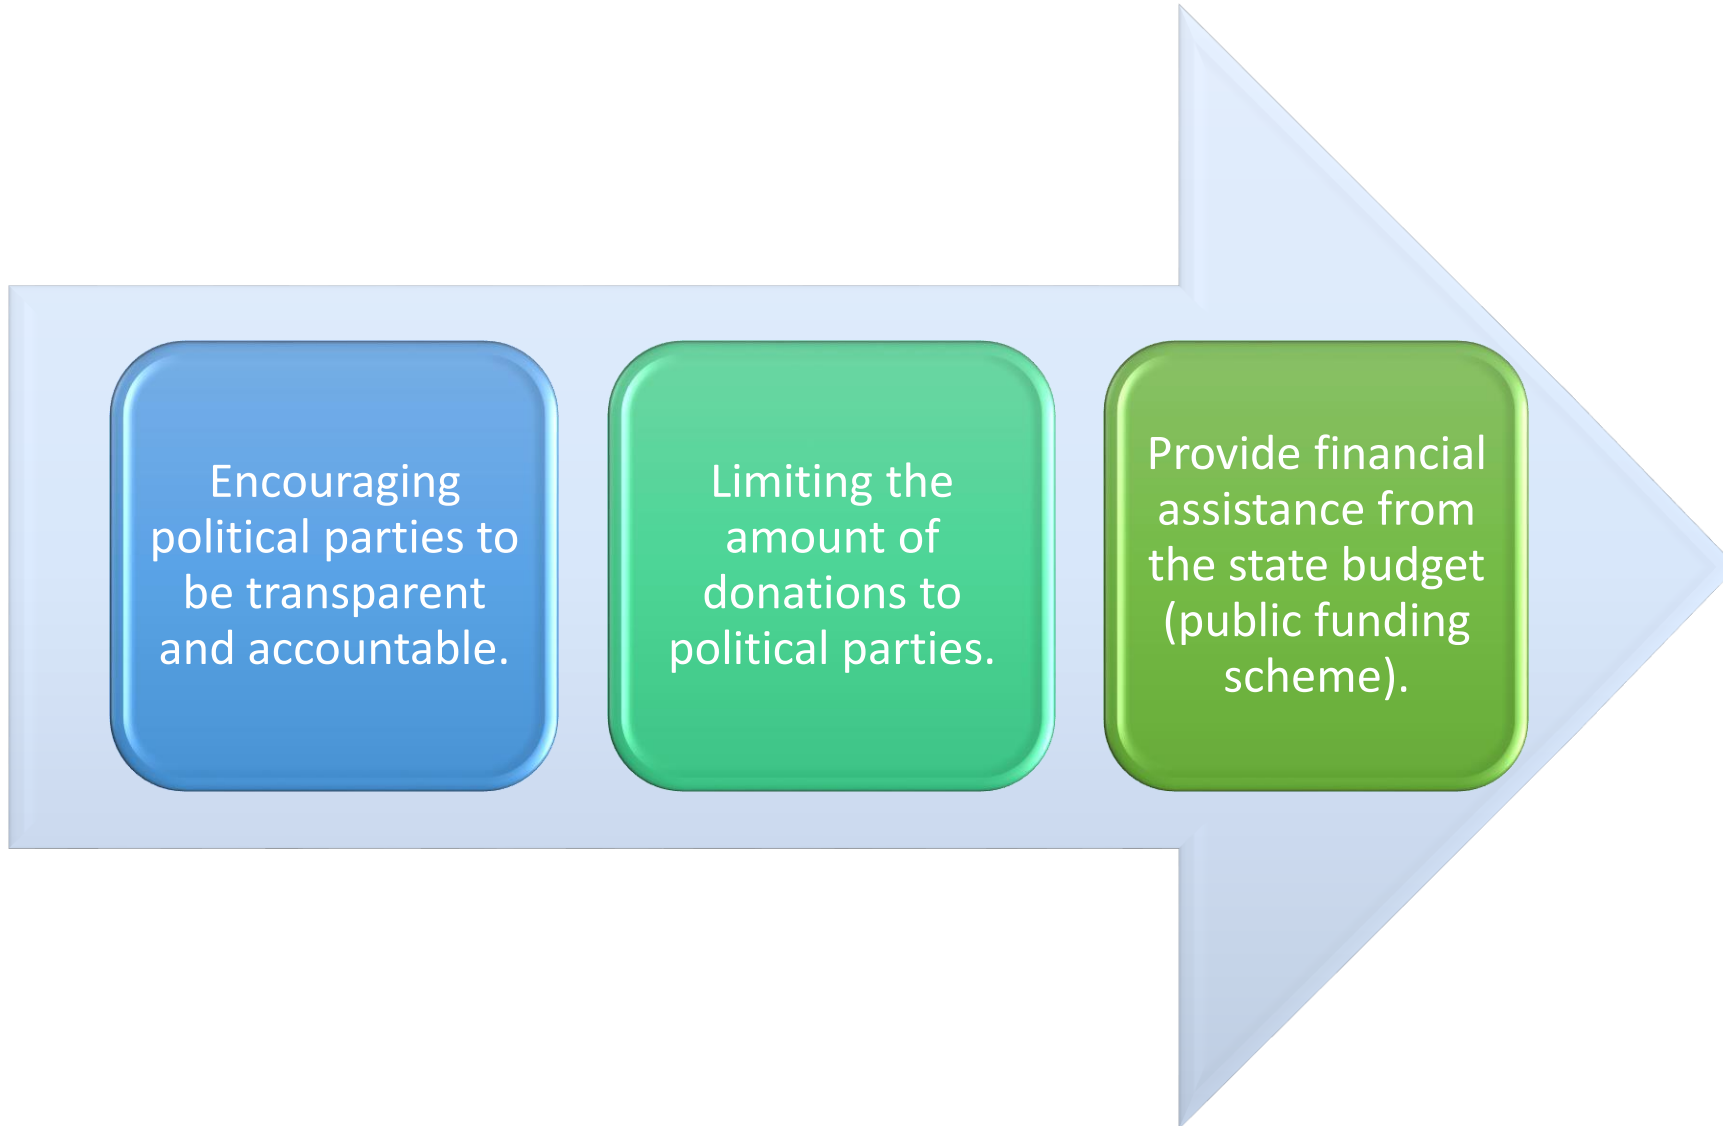 Encouraging
political parties to
be transparent
and accountable.
Limiting the
amount of
donations to
political parties.
Provide financial
assistance from
the state budget
(public funding
scheme).